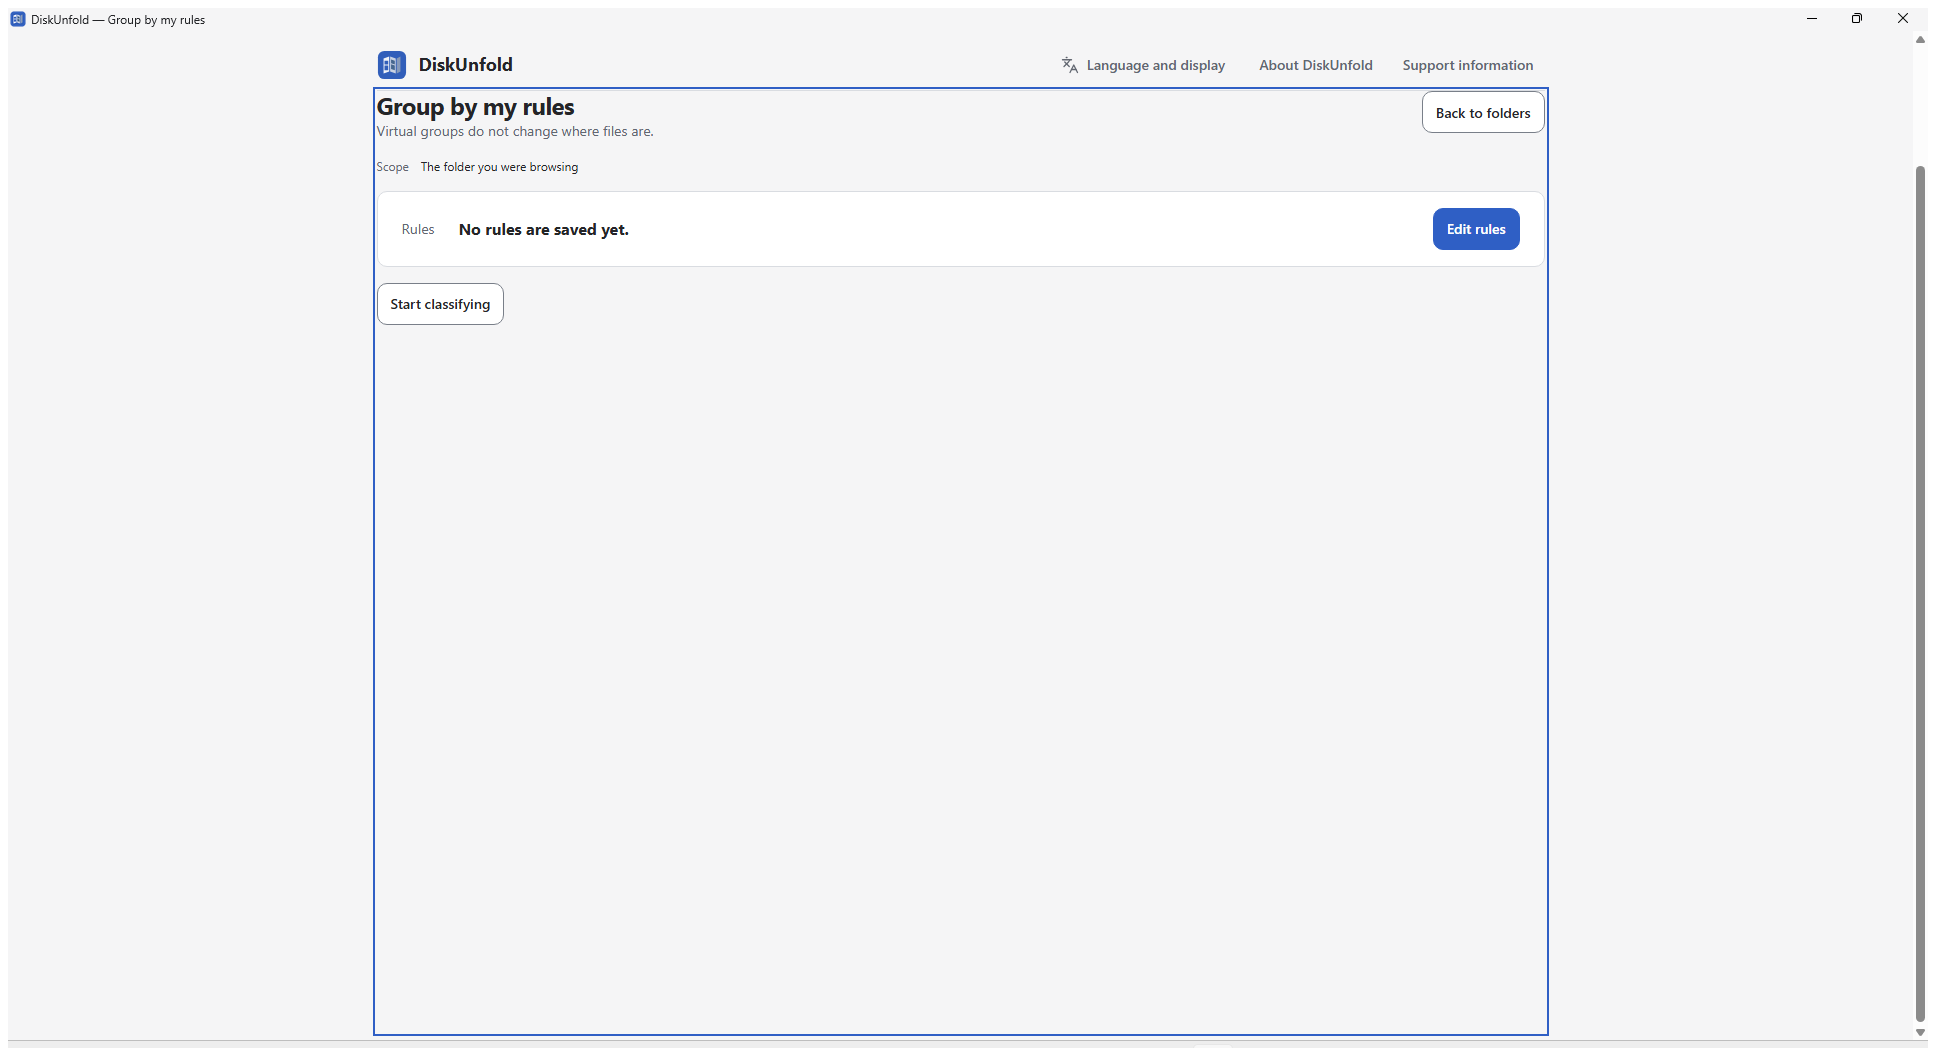 DiskUnfold — Group by my rules
DiskUnfold
Language and display
About DiskUnfold
Support information
Group by my rules
Back to folders
Virtual groups do not change where files are.
Scope The folder you were browsing
Rules No rules are saved yet.
Edit rules
Start classifying